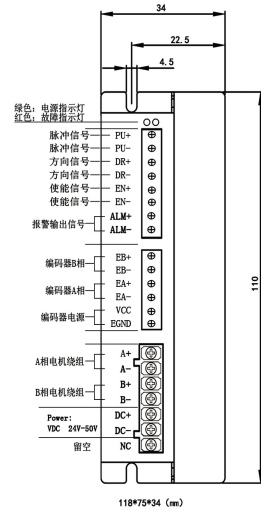 34
22.5
4.5
绿色：电源指示灯
红色：故障指示灯
脉冲信号 PU+
脉冲信号 PU-
方向信号 DR+
方向信号 DR-
使能信号 EN+
使能信号 EN-
报警输出信号 ALM+
ALM-
编码器B相 EB+
EB-
编码器A相 EA+
EA-
编码器电源 VCC
EGND
A相电机绕组 A+
A-
B相电机绕组 B+
B-
Power: DC+
VDC 24V-50V DC-
留空 NC
110
118*75*34 (mm)